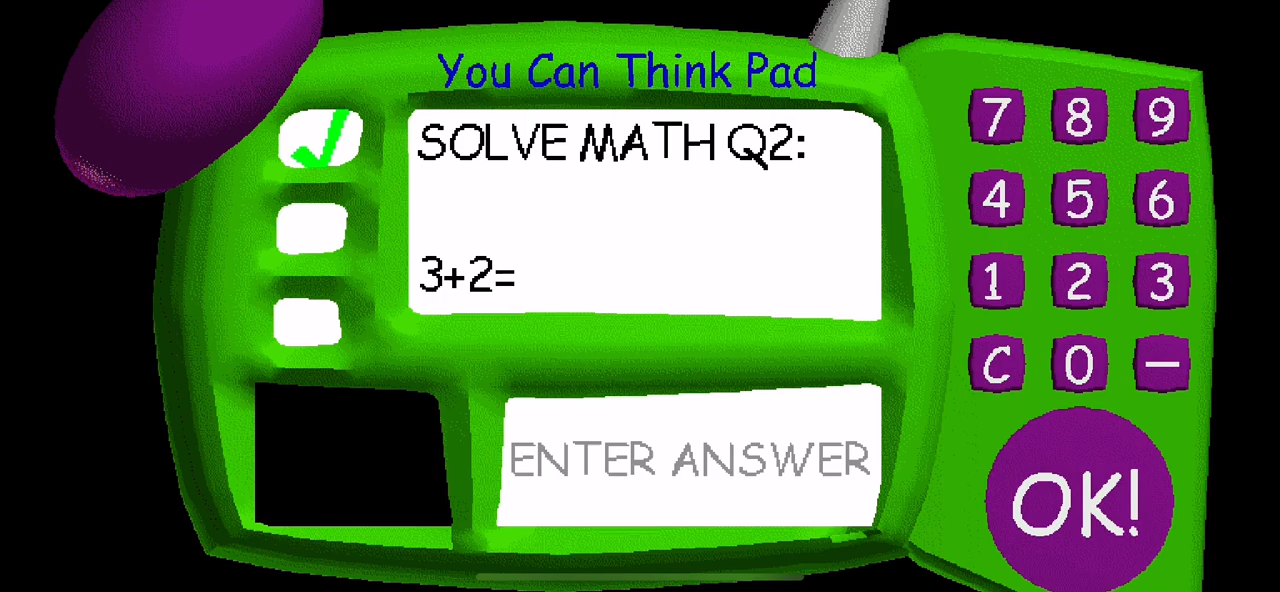 You Can Think Pad
SOLVE MATH Q2:
3+2=
ENTER ANSWER
7 8 9
4 5 6
1 2 3
C 0 −
OK!